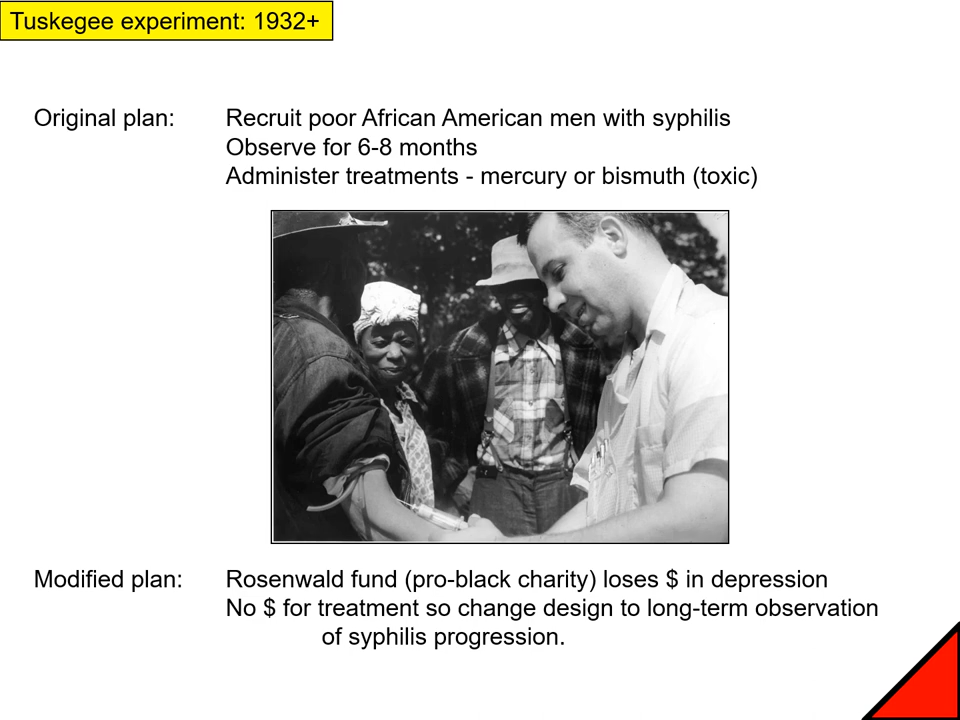 Tuskegee experiment: 1932+
Original plan: Recruit poor African American men with syphilis
Observe for 6-8 months
Administer treatments - mercury or bismuth (toxic)
Modified plan: Rosenwald fund (pro-black charity) loses $ in depression
No $ for treatment so change design to long-term observation
of syphilis progression.